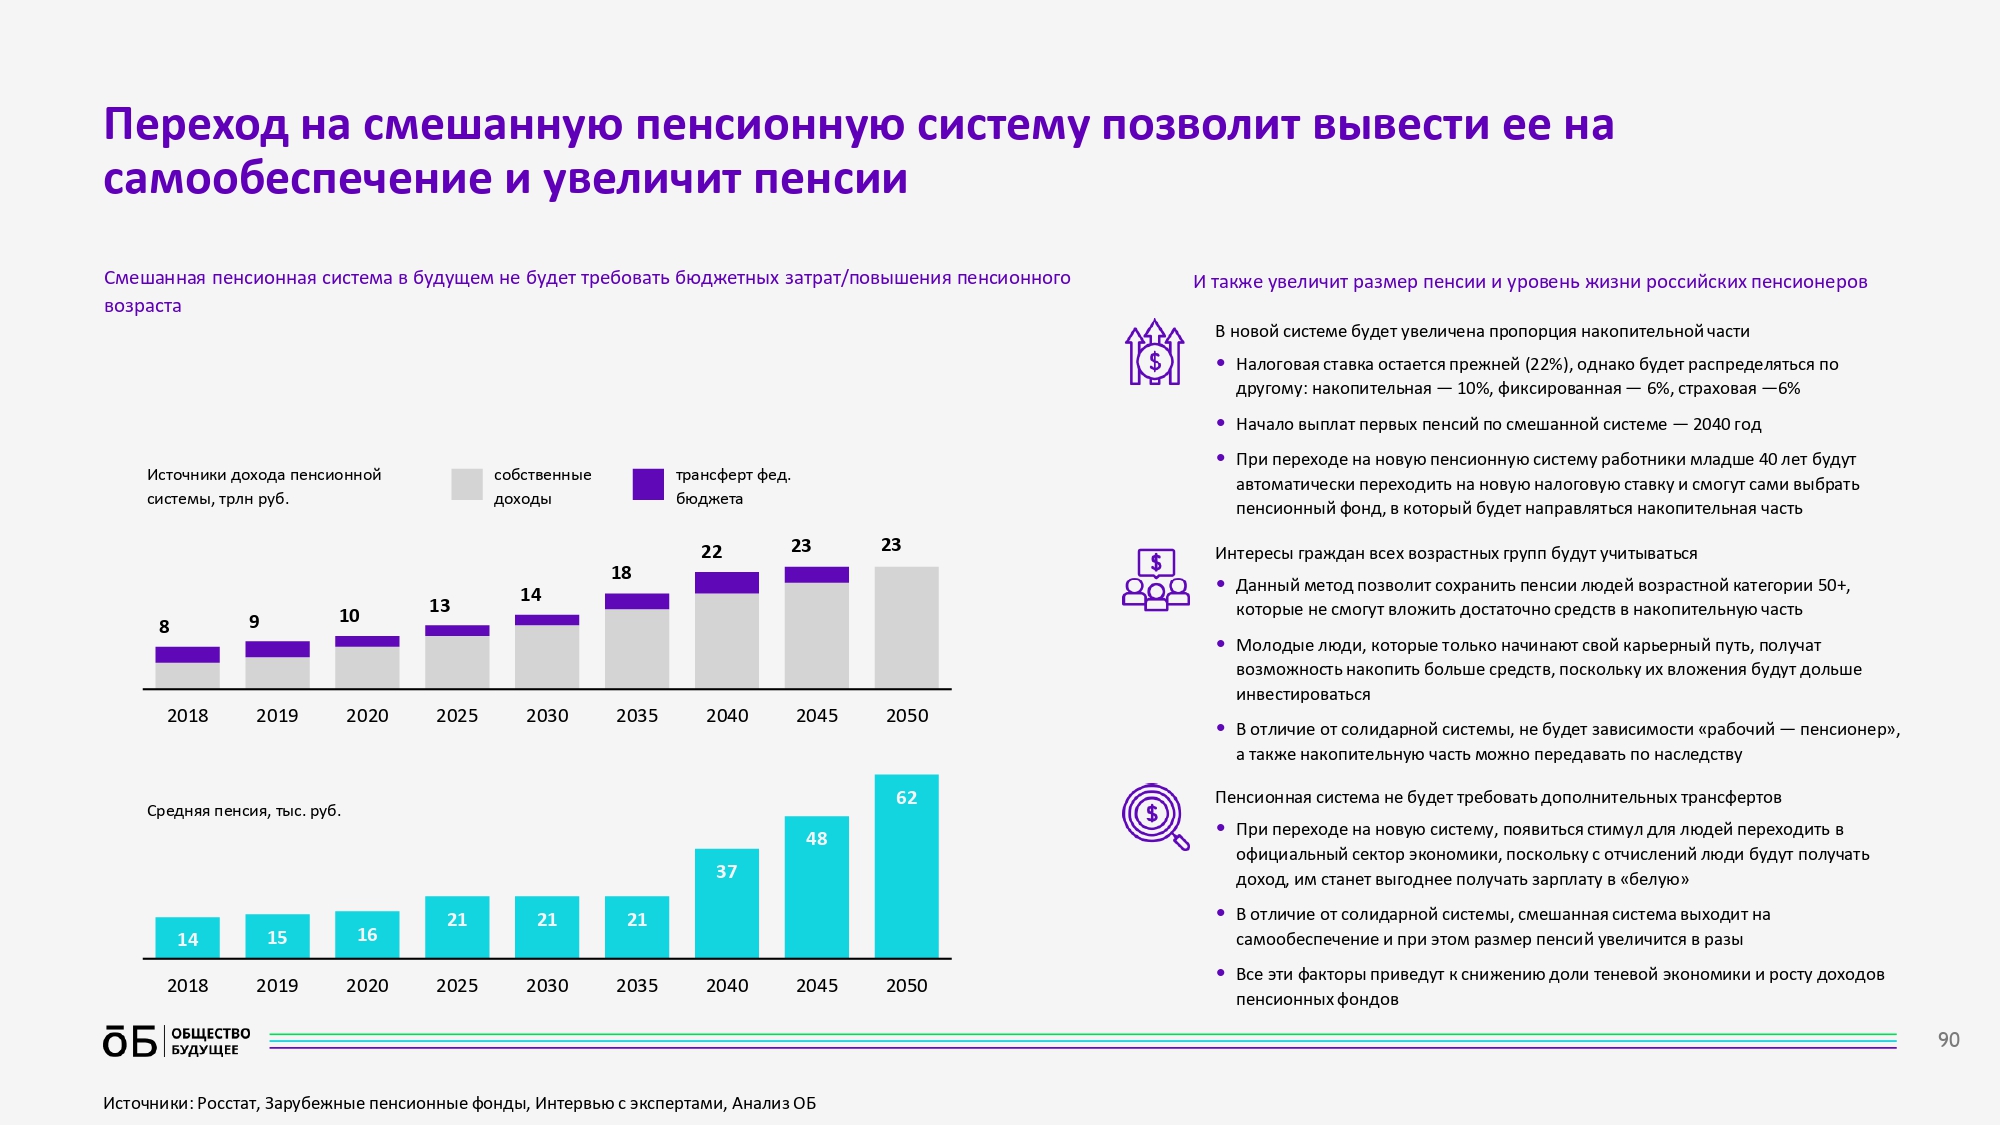 Переход на смешанную пенсионную систему позволит вывести ее на
самообеспечение и увеличит пенсии
Смешанная пенсионная система в будущем не будет требовать бюджетных затрат/повышения пенсионного
возраста
Источники дохода пенсионной
системы, трлн руб.
собственные
доходы
трансферт фед.
бюджета
8 9 10 13 14 18 22 23 23
2018 2019 2020 2025 2030 2035 2040 2045 2050
Средняя пенсия, тыс. руб.
14 15 16 21 21 21 37 48 62
2018 2019 2020 2025 2030 2035 2040 2045 2050
И также увеличит размер пенсии и уровень жизни российских пенсионеров
$
В новой системе будет увеличена пропорция накопительной части
• Налоговая ставка остается прежней (22%), однако будет распределяться по
другому: накопительная — 10%, фиксированная — 6%, страховая —6%
• Начало выплат первых пенсий по смешанной системе — 2040 год
• При переходе на новую пенсионную систему работники младше 40 лет будут
автоматически переходить на новую налоговую ставку и смогут сами выбрать
пенсионный фонд, в который будет направляться накопительная часть
$
Интересы граждан всех возрастных групп будут учитываться
• Данный метод позволит сохранить пенсии людей возрастной категории 50+,
которые не смогут вложить достаточно средств в накопительную часть
• Молодые люди, которые только начинают свой карьерный путь, получат
возможность накопить больше средств, поскольку их вложения будут дольше
инвестироваться
• В отличие от солидарной системы, не будет зависимости «рабочий — пенсионер»,
а также накопительную часть можно передавать по наследству
$
Пенсионная система не будет требовать дополнительных трансфертов
• При переходе на новую систему, появиться стимул для людей переходить в
официальный сектор экономики, поскольку с отчислений люди будут получать
доход, им станет выгоднее получать зарплату в «белую»
• В отличие от солидарной системы, смешанная система выходит на
самообеспечение и при этом размер пенсий увеличится в разы
• Все эти факторы приведут к снижению доли теневой экономики и росту доходов
пенсионных фондов
ōБ
ОБЩЕСТВО
БУДУЩЕЕ
90
Источники: Росстат, Зарубежные пенсионные фонды, Интервью с экспертами, Анализ ОБ